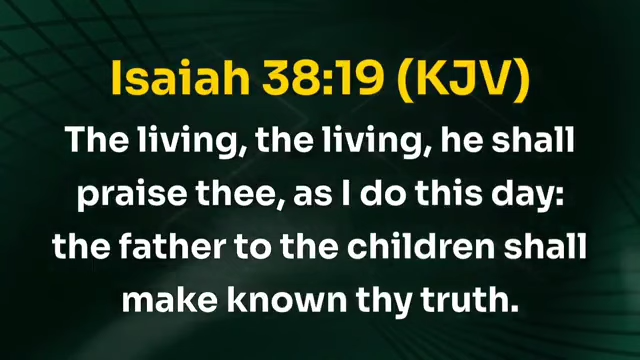 Isaiah 38:19 (KJV)
The living, the living, he shall
praise thee, as I do this day:
the father to the children shall
make known thy truth.